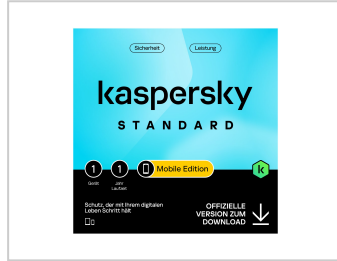 Sicherheit Leistung
kaspersky
STANDARD
1 1 Mobile Edition
Gerät Jahr
Laufzeit
Schutz, der mit Ihrem digitalen
Leben Schritt hält
OFFIZIELLE
VERSION ZUM
DOWNLOAD